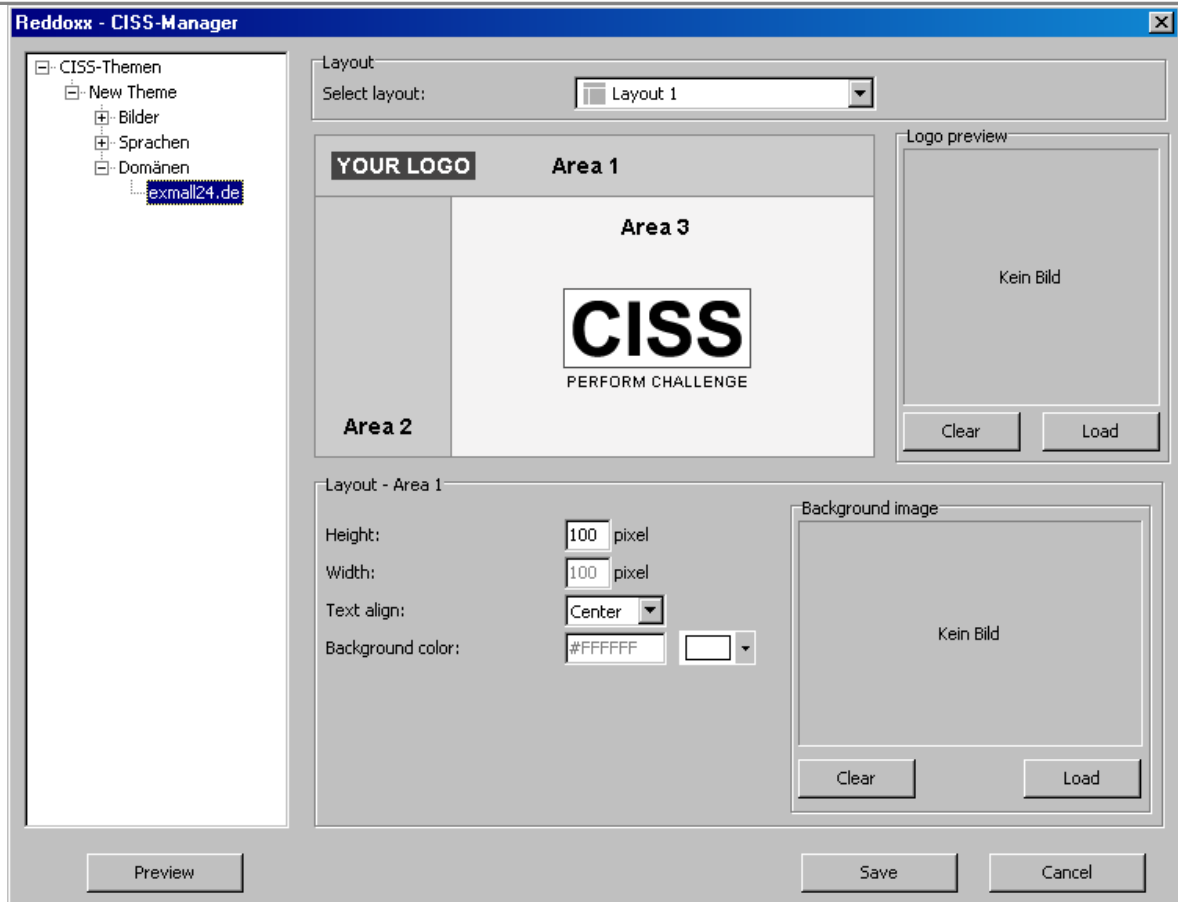 Reddoxx - CISS-Manager
CISS-Themen
New Theme
Bilder
Sprachen
Domänen
exmall24.de
Layout
Select layout:
Layout 1
YOUR LOGO
Area 1
Area 3
CISS
PERFORM CHALLENGE
Area 2
Logo preview
Kein Bild
Clear
Load
Layout - Area 1
Height:
100 pixel
Width:
100 pixel
Text align:
Center
Background color:
#FFFFFF
Background image
Kein Bild
Clear
Load
Preview
Save
Cancel